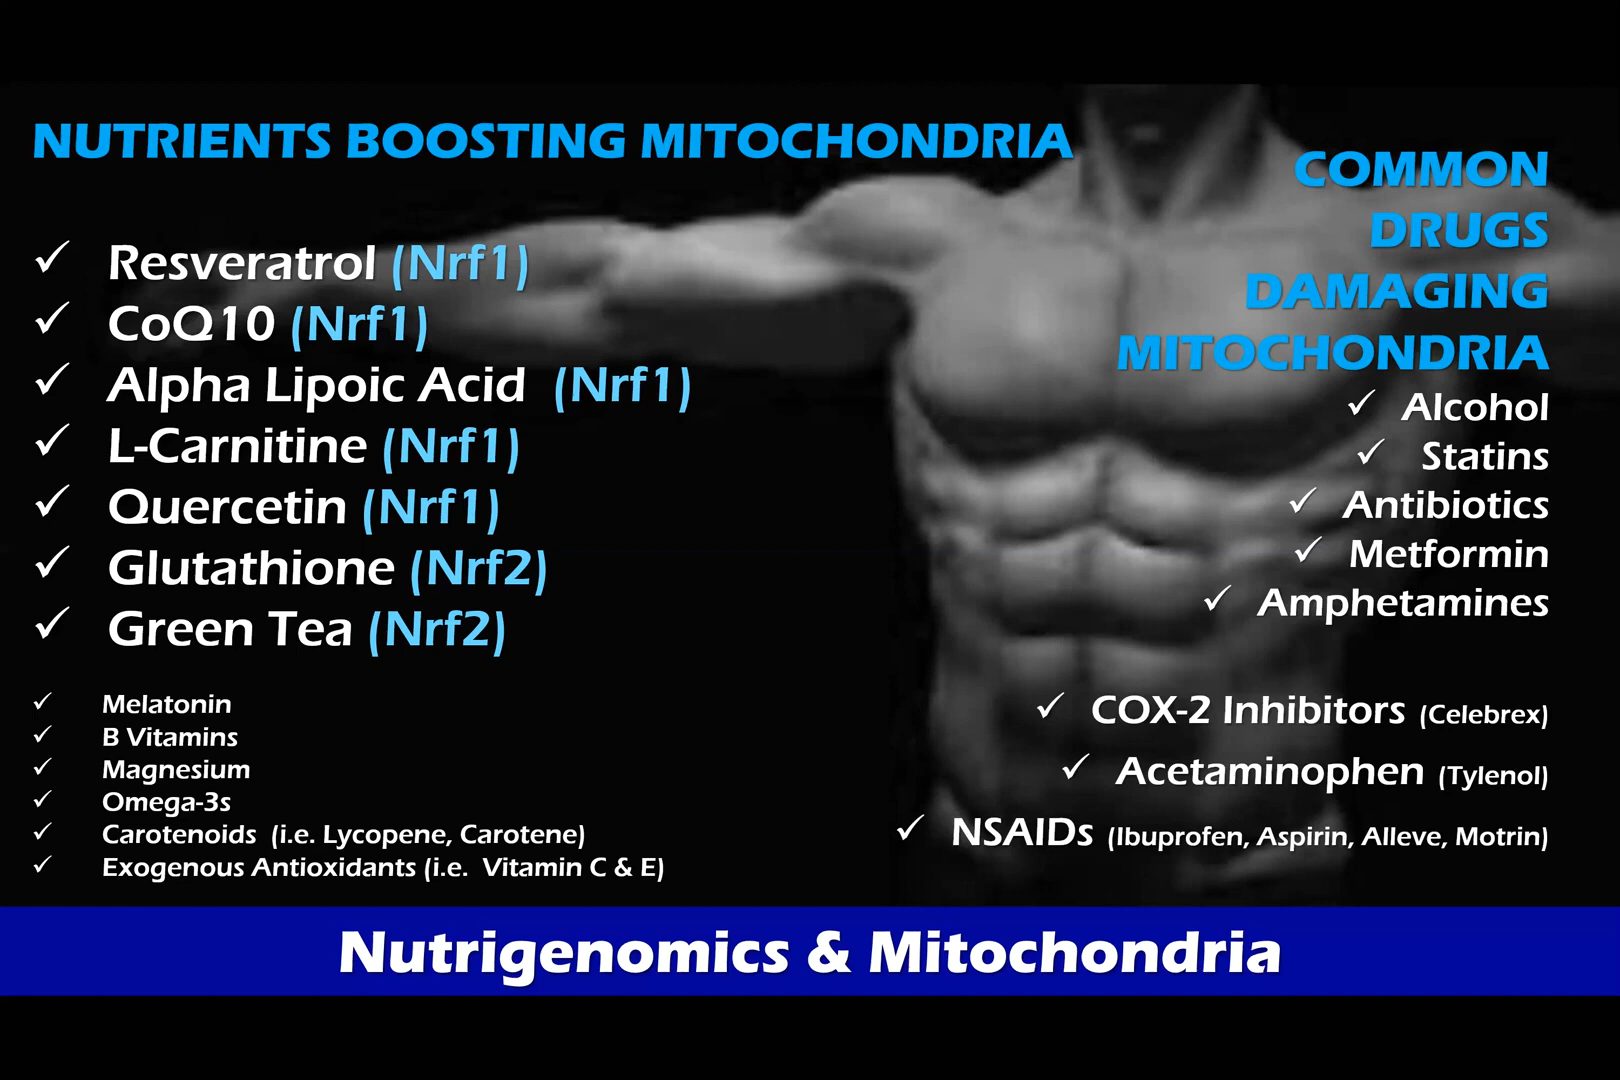 NUTRIENTS BOOSTING MITOCHONDRIA
✓ Resveratrol (Nrf1)
✓ CoQ10 (Nrf1)
✓ Alpha Lipoic Acid (Nrf1)
✓ L-Carnitine (Nrf1)
✓ Quercetin (Nrf1)
✓ Glutathione (Nrf2)
✓ Green Tea (Nrf2)
✓ Melatonin
✓ B Vitamins
✓ Magnesium
✓ Omega-3s
✓ Carotenoids (i.e. Lycopene, Carotene)
✓ Exogenous Antioxidants (i.e. Vitamin C & E)
COMMON
DRUGS
DAMAGING
MITOCHONDRIA
✓ Alcohol
✓ Statins
✓ Antibiotics
✓ Metformin
✓ Amphetamines
✓ COX-2 Inhibitors (Celebrex)
✓ Acetaminophen (Tylenol)
✓ NSAIDs (Ibuprofen, Aspirin, Alleve, Motrin)
Nutrigenomics & Mitochondria